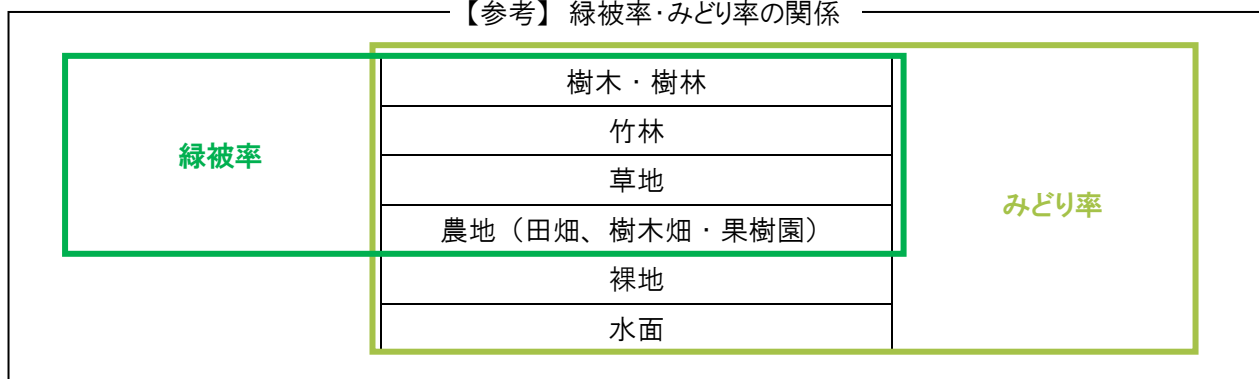 【参考】 緑被率・みどり率の関係
樹木・樹林
竹林
緑被率
草地
みどり率
農地（田畑、樹木畑・果樹園）
裸地
水面